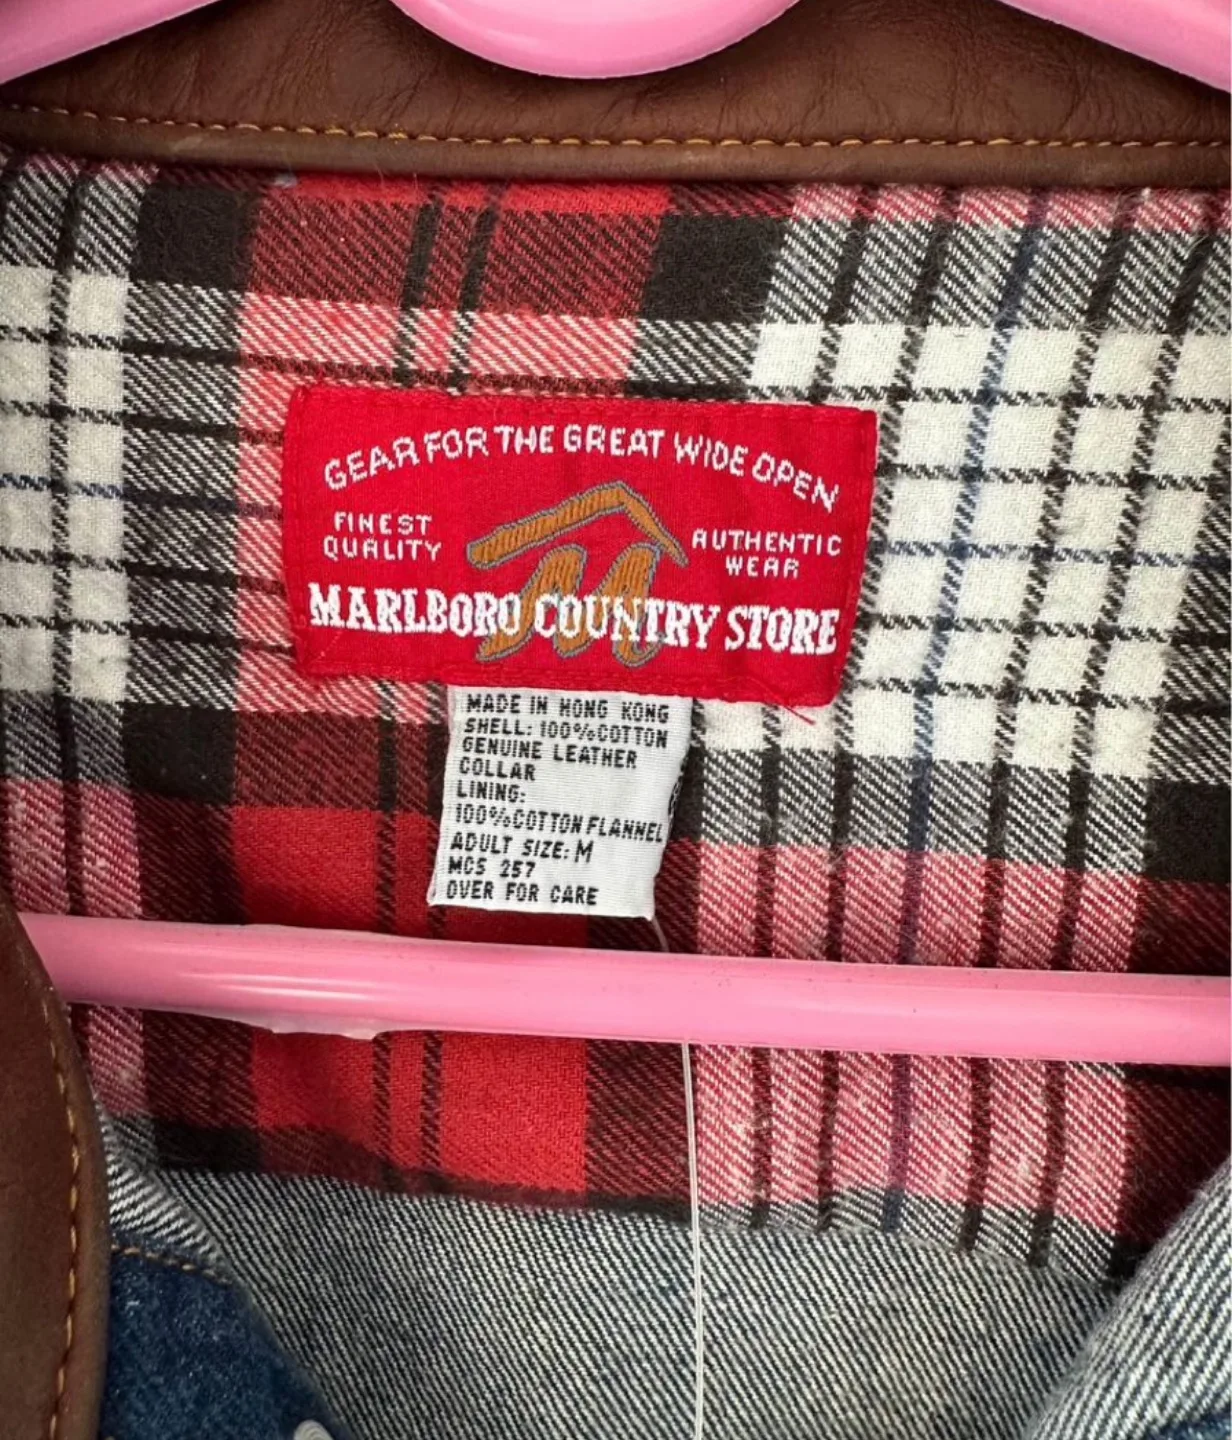 GEAR FOR THE GREAT WIDE OPEN
FINEST
QUALITY
AUTHENTIC
WEAR
M
MARLBORO COUNTRY STORE
MADE IN HONG KONG
SHELL: 100%COTTON
GENUINE LEATHER
COLLAR
LINING:
100%COTTON FLANNEL
ADULT SIZE: M
MCS 257
OVER FOR CARE